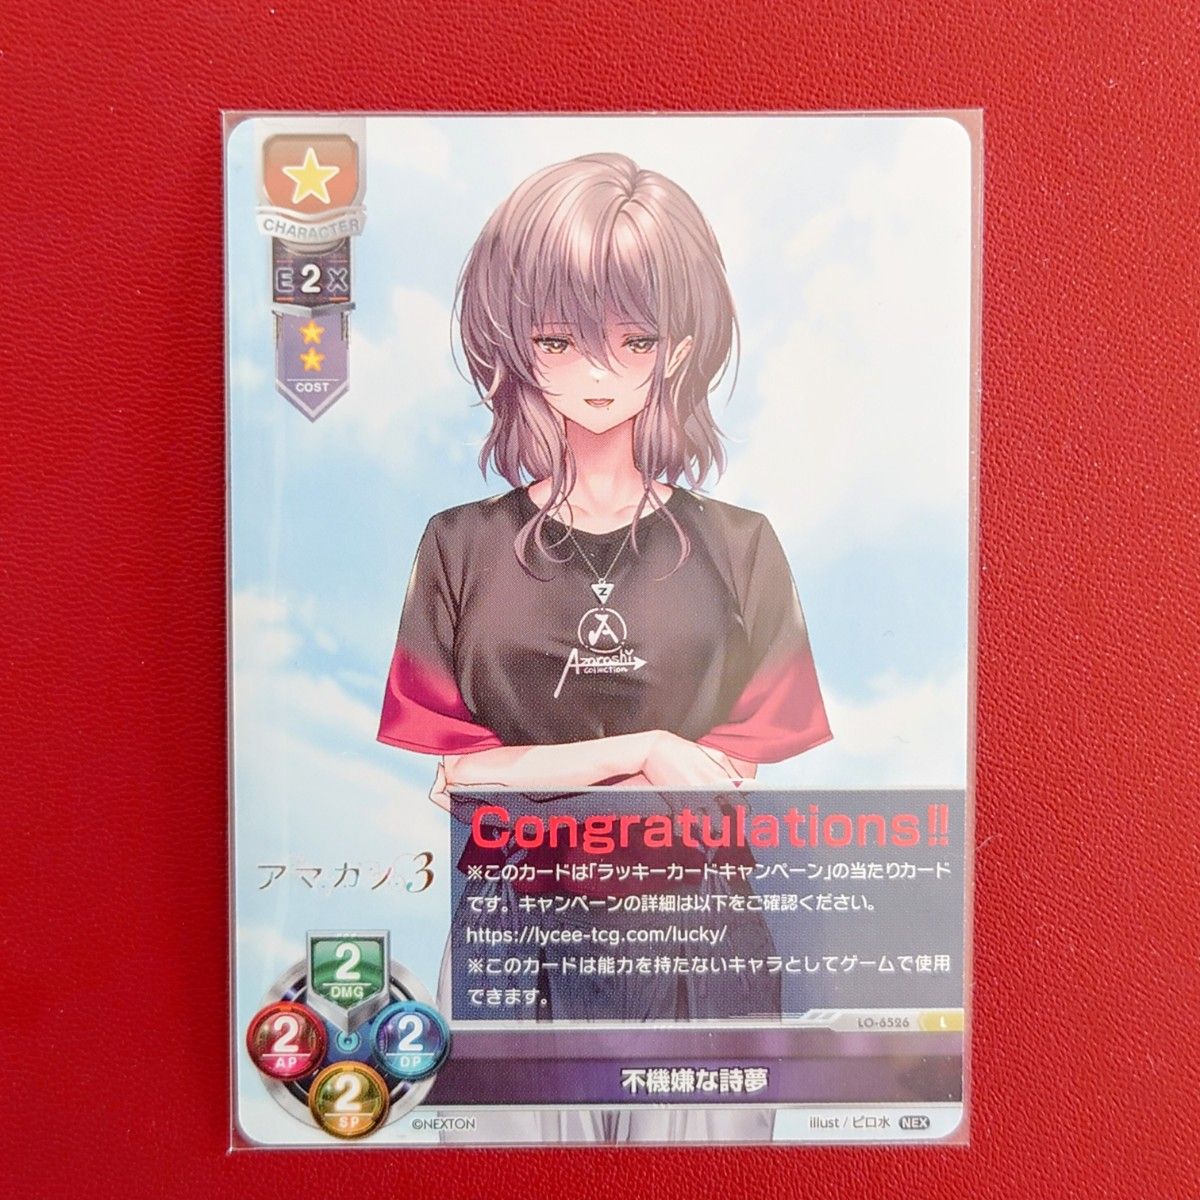 CHARACTER
E 2 X
COST
Z
A
Azarashi
collection
アマカノ3
Congratulations!!
※このカードは「ラッキーカードキャンペーン」の当たりカード
です。キャンペーンの詳細は以下をご確認ください。
https://lycee-tcg.com/lucky/
※このカードは能力を持たないキャラとしてゲームで使用
できます。
2
DMG
2
AP
2
DP
2
SP
LO-6526 L
不機嫌な詩夢
©NEXTON
illust / ピロ水 NEX